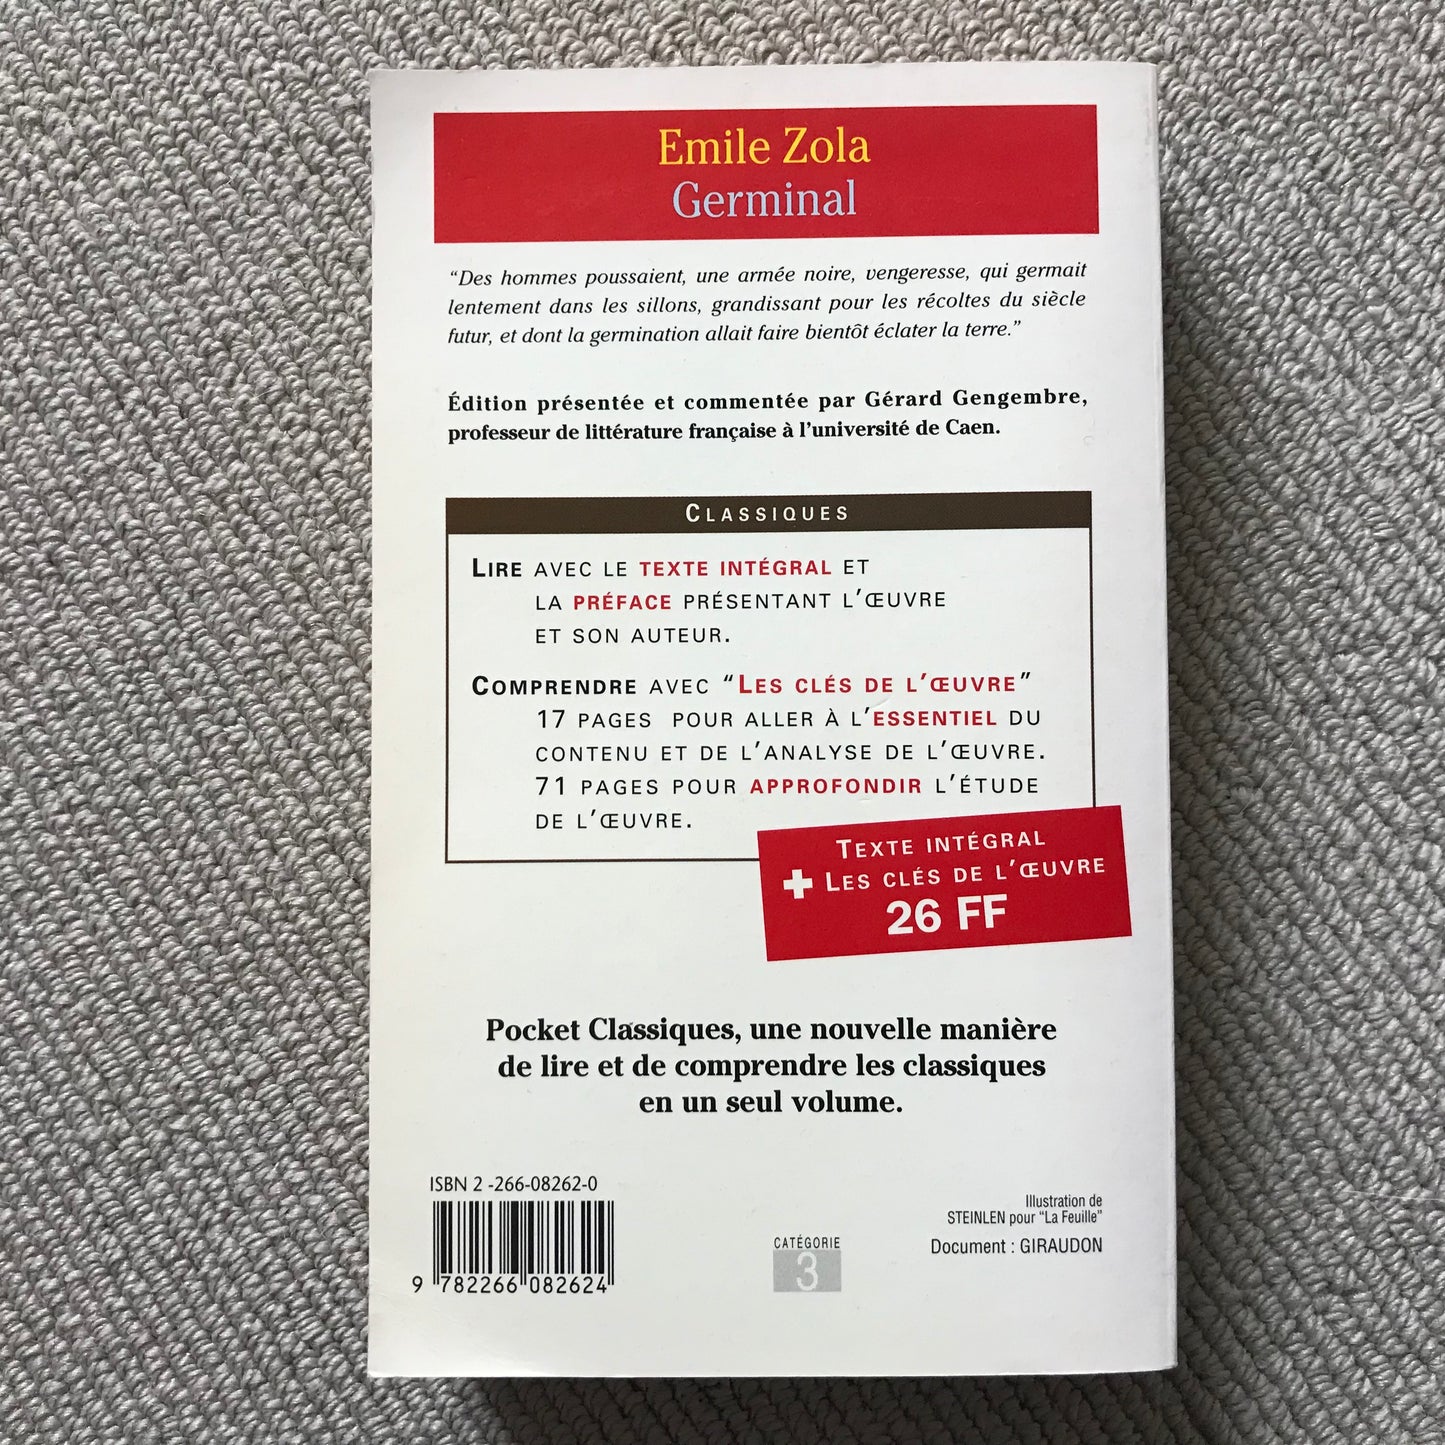 Emile Zola
Germinal
“Des hommes poussaient, une armée noire, vengeresse, qui germait
lentement dans les sillons, grandissant pour les récoltes du siècle
futur, et dont la germination allait faire bientôt éclater la terre.”
Édition présentée et commentée par Gérard Gengembre,
professeur de littérature française à l’université de Caen.
CLASSIQUES
LIRE AVEC LE TEXTE INTÉGRAL ET
LA PRÉFACE PRÉSENTANT L’ŒUVRE
ET SON AUTEUR.
COMPRENDRE AVEC “LES CLÉS DE L’ŒUVRE”
17 PAGES POUR ALLER À L’ESSENTIEL DU
CONTENU ET DE L’ANALYSE DE L’ŒUVRE.
71 PAGES POUR APPROFONDIR L’ÉTUDE
DE L’ŒUVRE.
TEXTE INTÉGRAL
+ LES CLÉS DE L’ŒUVRE
26 FF
Pocket Classiques, une nouvelle manière
de lire et de comprendre les classiques
en un seul volume.
ISBN 2 -266-08262-0
9 782266 082624
CATÉGORIE
3
Illustration de
STEINLEN pour “La Feuille”
Document : GIRAUDON